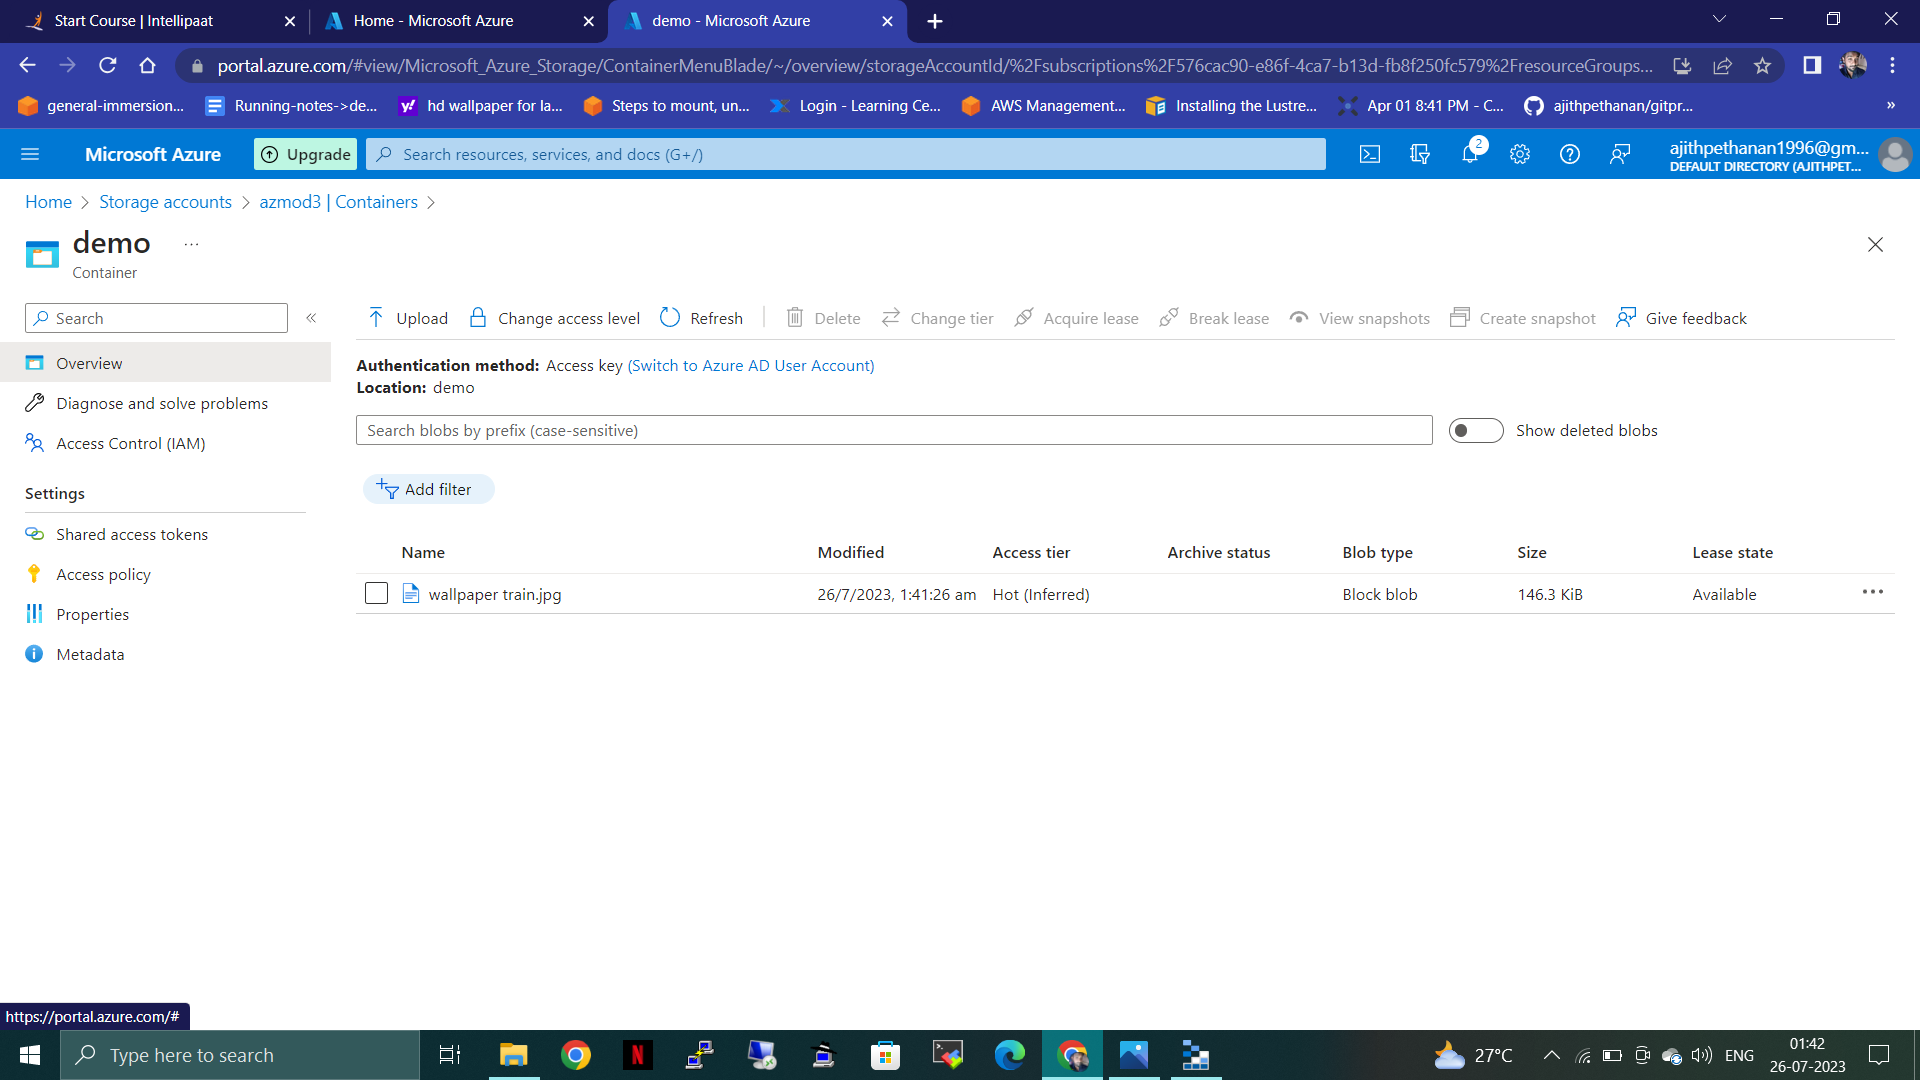 Start Course | Intellipaat
Home - Microsoft Azure
demo - Microsoft Azure
portal.azure.com/#view/Microsoft_Azure_Storage/ContainerMenuBlade/~/overview/storageAccountId/%2Fsubscriptions%2F576cac90-e86f-4ca7-b13d-fb8f250fc579%2FresourceGroups...
general-immersion...
Running-notes->de...
hd wallpaper for la...
Steps to mount, un...
Login - Learning Ce...
AWS Management...
Installing the Lustre...
Apr 01 8:41 PM - C...
ajithpethanan/gitpr...
»
Microsoft Azure
Upgrade
Search resources, services, and docs (G+/)
2
ajithpethanan1996@gm...
DEFAULT DIRECTORY (AJITHPET...
Home > Storage accounts > azmod3 | Containers >
demo ...
Container
Search
«
Upload
Change access level
Refresh
Delete
Change tier
Acquire lease
Break lease
View snapshots
Create snapshot
Give feedback
Overview
Diagnose and solve problems
Access Control (IAM)
Settings
Shared access tokens
Access policy
Properties
Metadata
Authentication method: Access key (Switch to Azure AD User Account)
Location: demo
Search blobs by prefix (case-sensitive)
Show deleted blobs
Add filter
Name Modified Access tier Archive status Blob type Size Lease state
wallpaper train.jpg 26/7/2023, 1:41:26 am Hot (Inferred) Block blob 146.3 KiB Available ...
https://portal.azure.com/#
Type here to search
27°C
ENG
01:42
26-07-2023